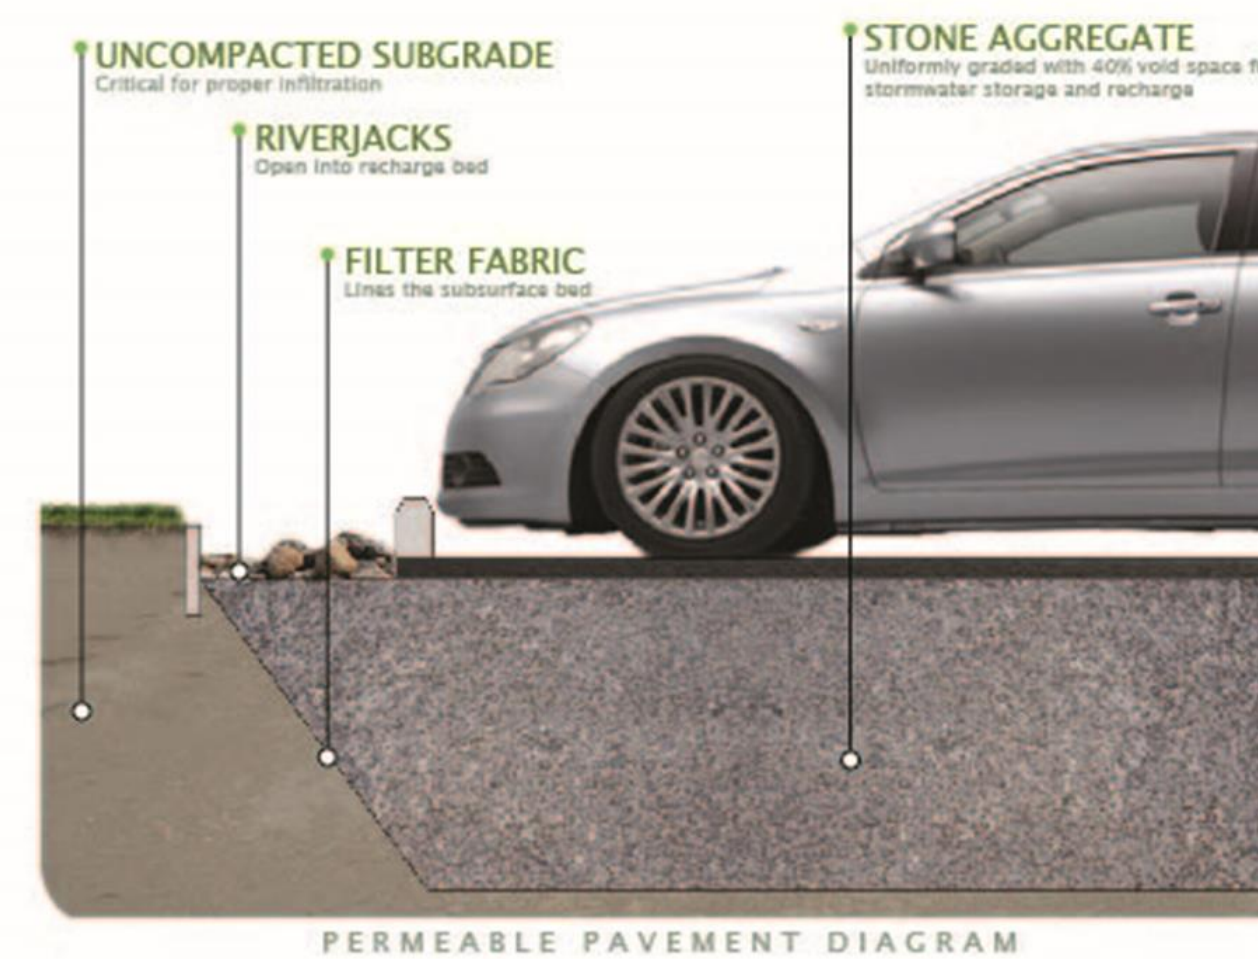 UNCOMPACTED SUBGRADE
Critical for proper infiltration
RIVERJACKS
Open into recharge bed
FILTER FABRIC
Lines the subsurface bed
STONE AGGREGATE
Uniformly graded with 40% void space
stormwater storage and recharge
PERMEABLE PAVEMENT DIAGRAM